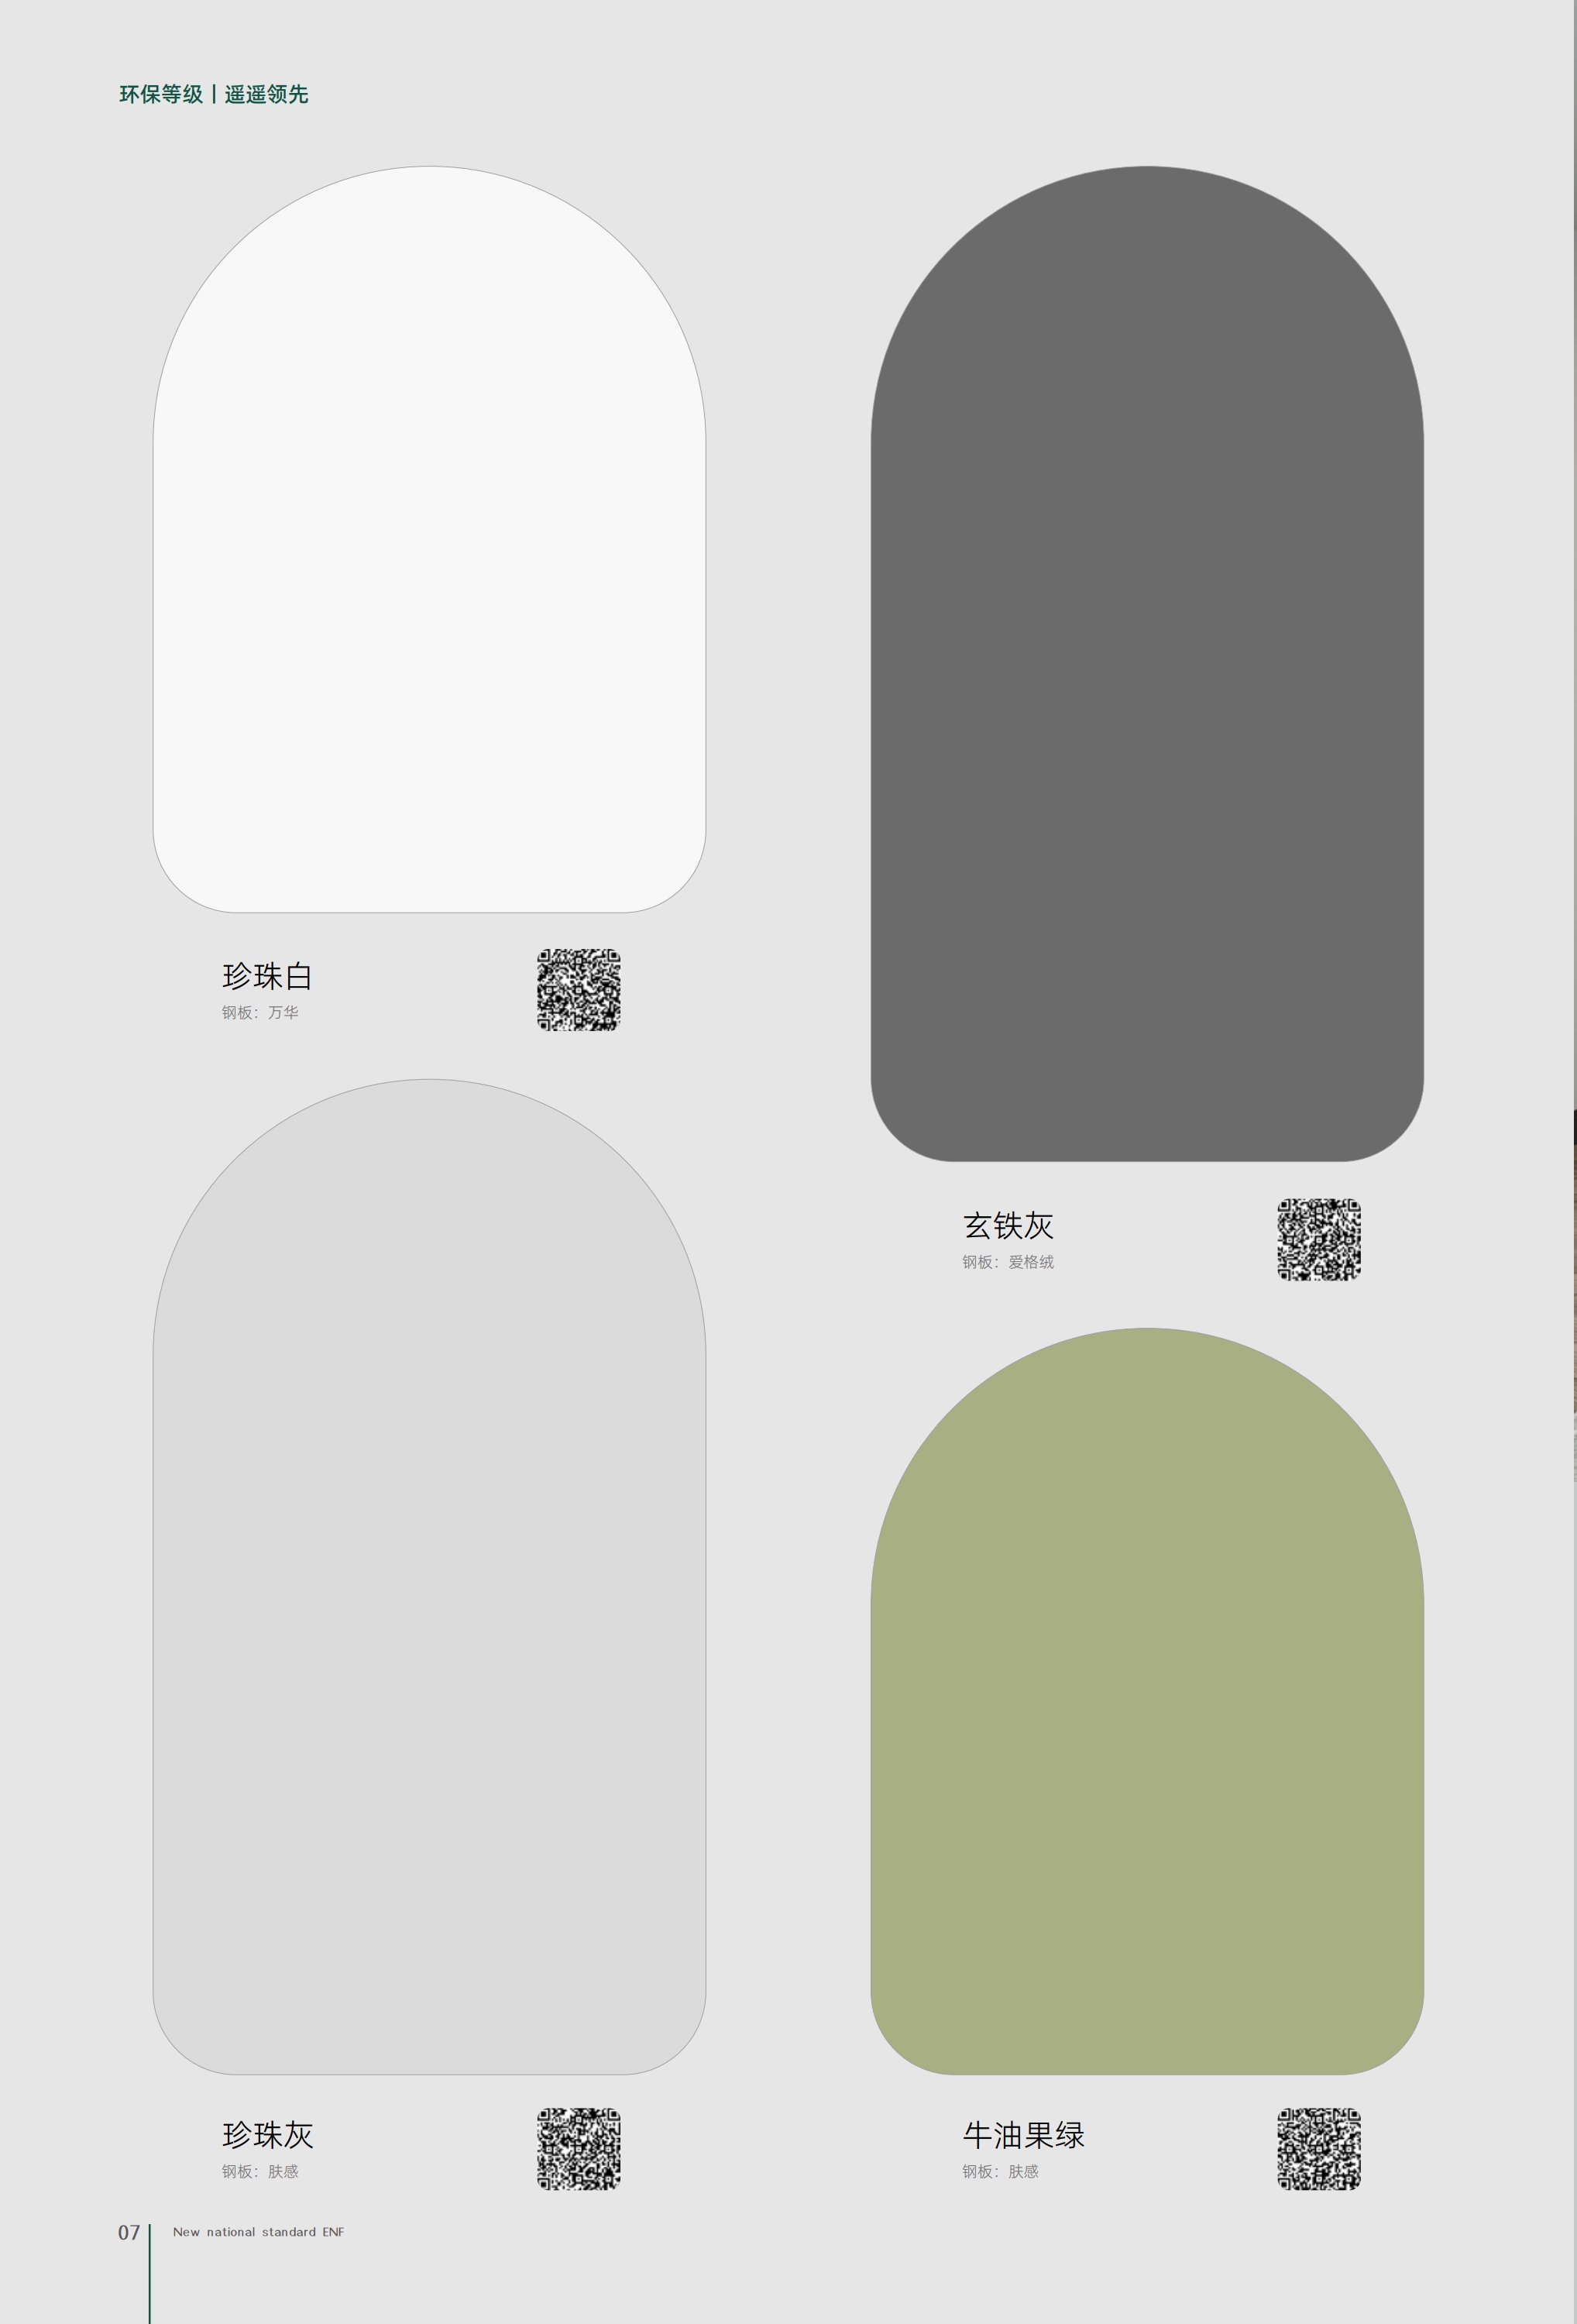 环保等级丨遥遥领先
珍珠白
钢板：万华
玄铁灰
钢板：爱格绒
珍珠灰
钢板：肤感
牛油果绿
钢板：肤感
07
New national standard ENF